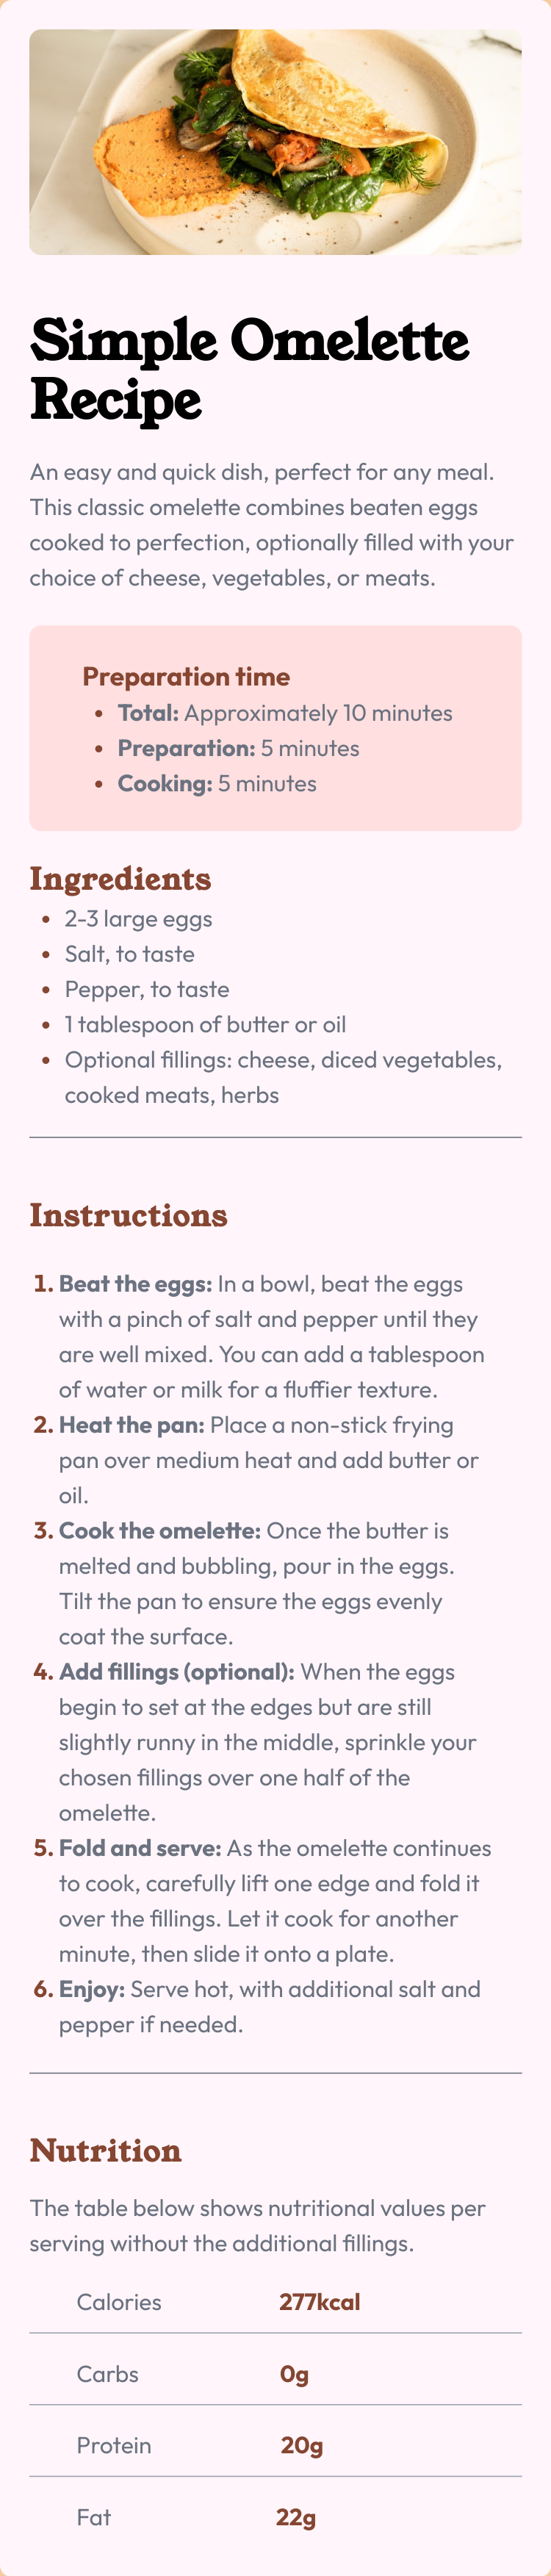 Simple Omelette
Recipe
An easy and quick dish, perfect for any meal.
This classic omelette combines beaten eggs
cooked to perfection, optionally filled with your
choice of cheese, vegetables, or meats.
Preparation time
• Total: Approximately 10 minutes
• Preparation: 5 minutes
• Cooking: 5 minutes
Ingredients
• 2-3 large eggs
• Salt, to taste
• Pepper, to taste
• 1 tablespoon of butter or oil
• Optional fillings: cheese, diced vegetables,
cooked meats, herbs
Instructions
1. Beat the eggs: In a bowl, beat the eggs
with a pinch of salt and pepper until they
are well mixed. You can add a tablespoon
of water or milk for a fluffier texture.
2. Heat the pan: Place a non-stick frying
pan over medium heat and add butter or
oil.
3. Cook the omelette: Once the butter is
melted and bubbling, pour in the eggs.
Tilt the pan to ensure the eggs evenly
coat the surface.
4. Add fillings (optional): When the eggs
begin to set at the edges but are still
slightly runny in the middle, sprinkle your
chosen fillings over one half of the
omelette.
5. Fold and serve: As the omelette continues
to cook, carefully lift one edge and fold it
over the fillings. Let it cook for another
minute, then slide it onto a plate.
6. Enjoy: Serve hot, with additional salt and
pepper if needed.
Nutrition
The table below shows nutritional values per
serving without the additional fillings.
Calories 277kcal
Carbs 0g
Protein 20g
Fat 22g